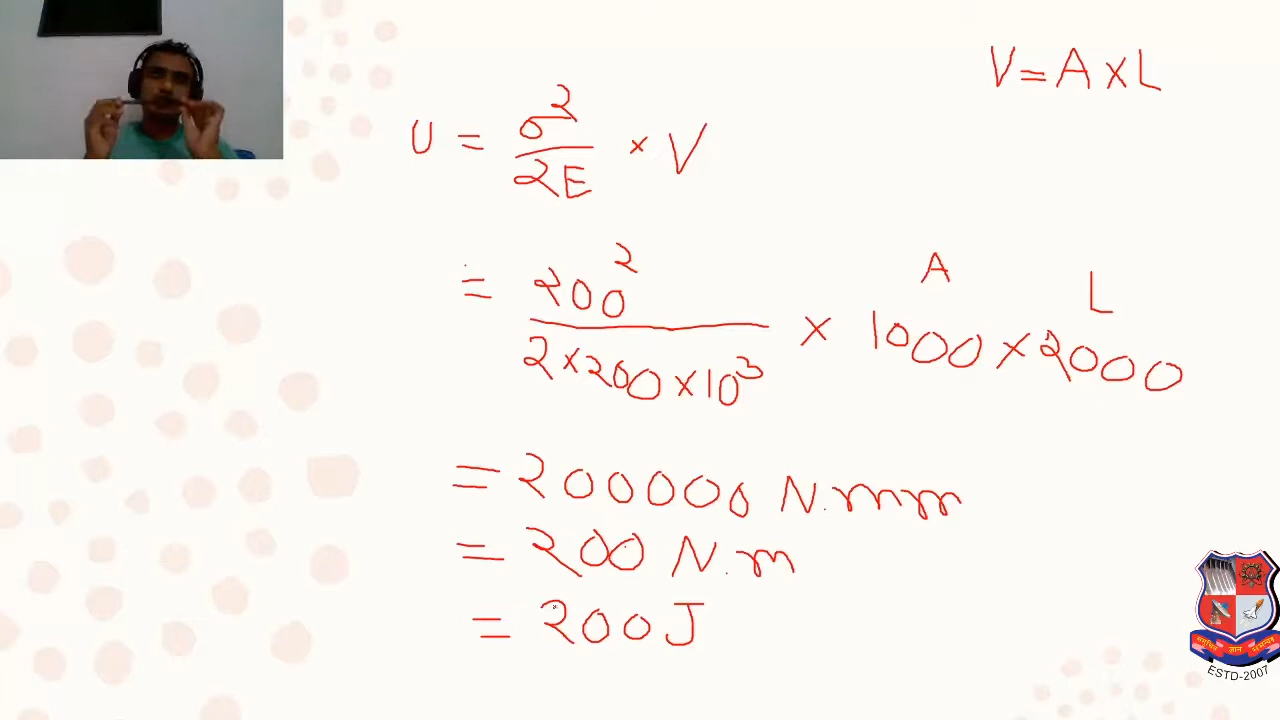 V = A × L
U = σ² / 2E × V
A L
= 200² / 2 × 200 × 10³ × 1000 × 2000
= 200000 N.mm
= 200 N.m
= 200 J
ESTD-2007